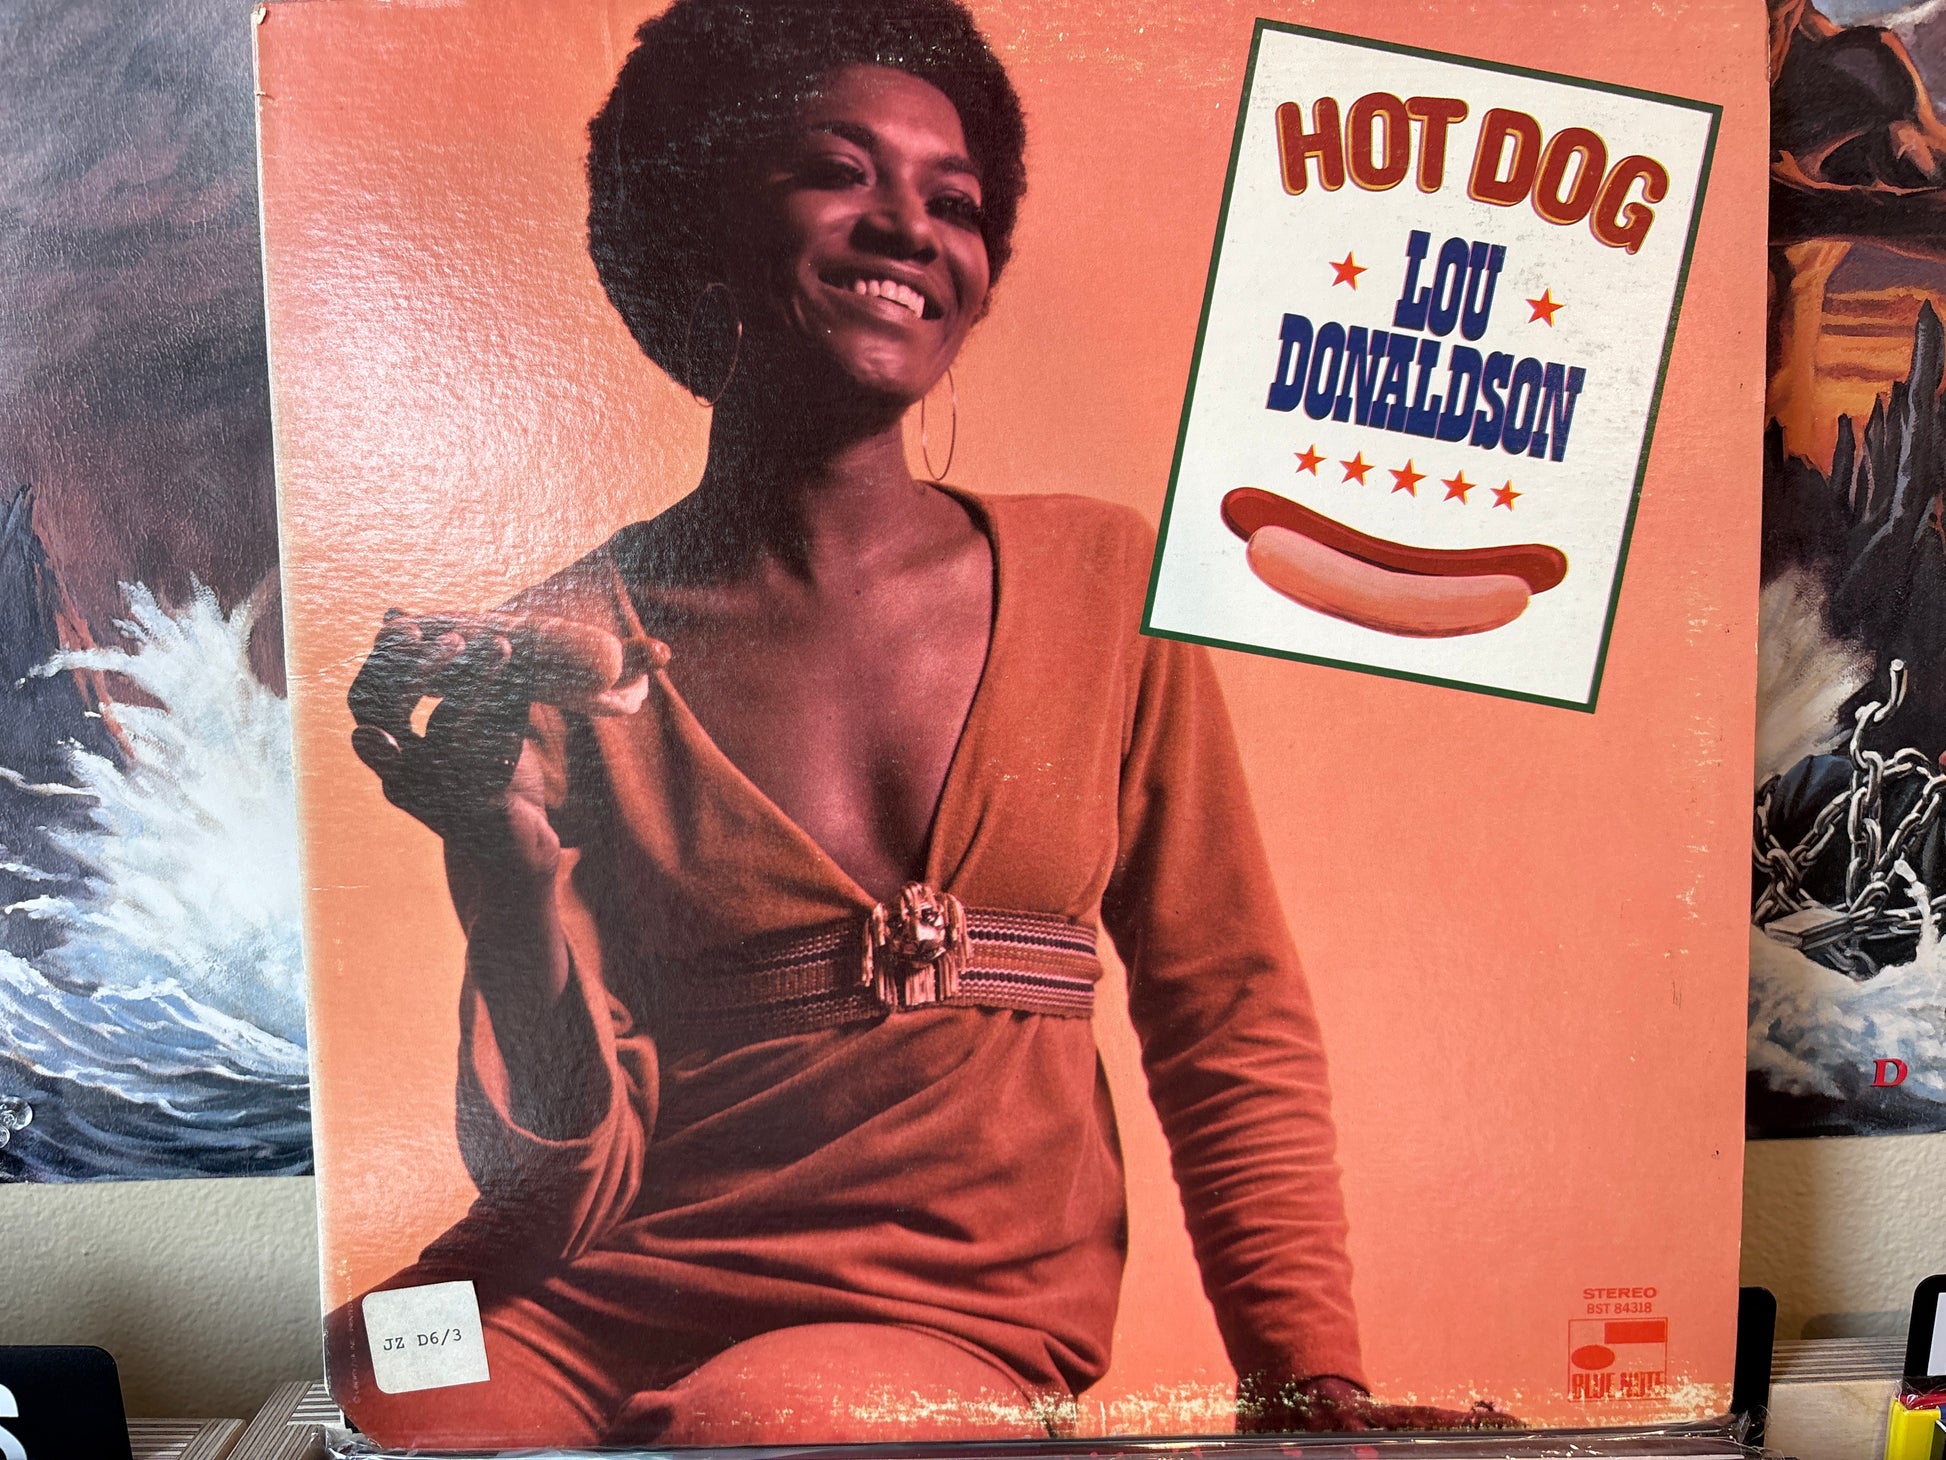 HOT DOG
LOU
DONALDSON
STEREO
BST 84318
BLUE NOTE
JZ D6/3
D
S